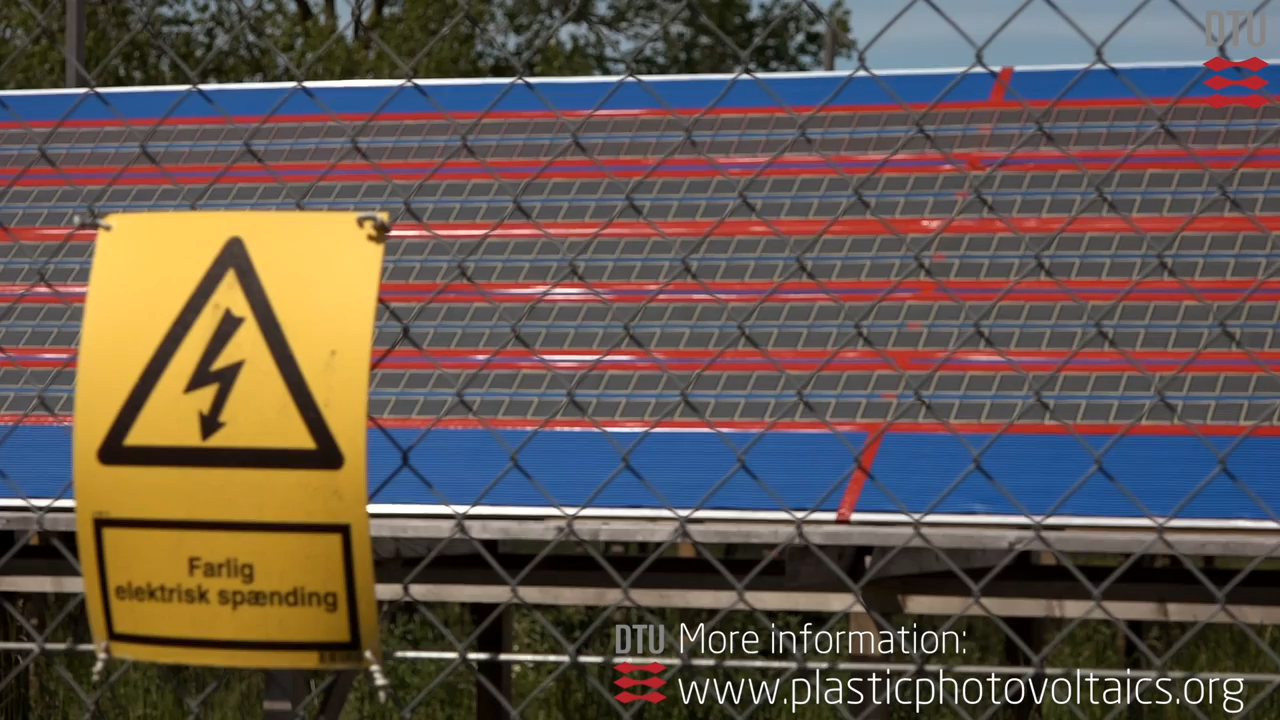 DTU
Farlig
elektrisk spænding
DTU More information:
www.plasticphotovoltaics.org